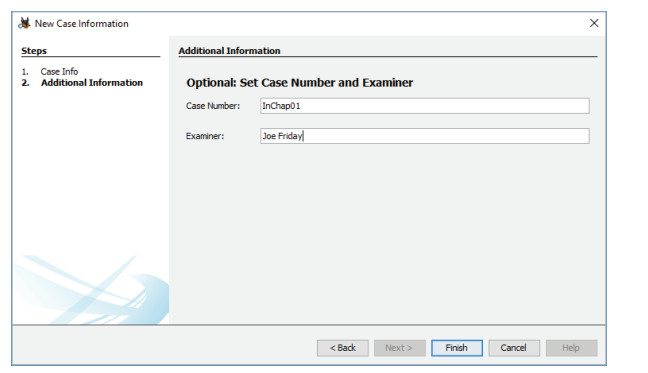 New Case Information
Steps
1. Case Info
2. Additional Information
Additional Information
Optional: Set Case Number and Examiner
Case Number: InChap01
Examiner: Joe Friday
< Back Next > Finish Cancel Help